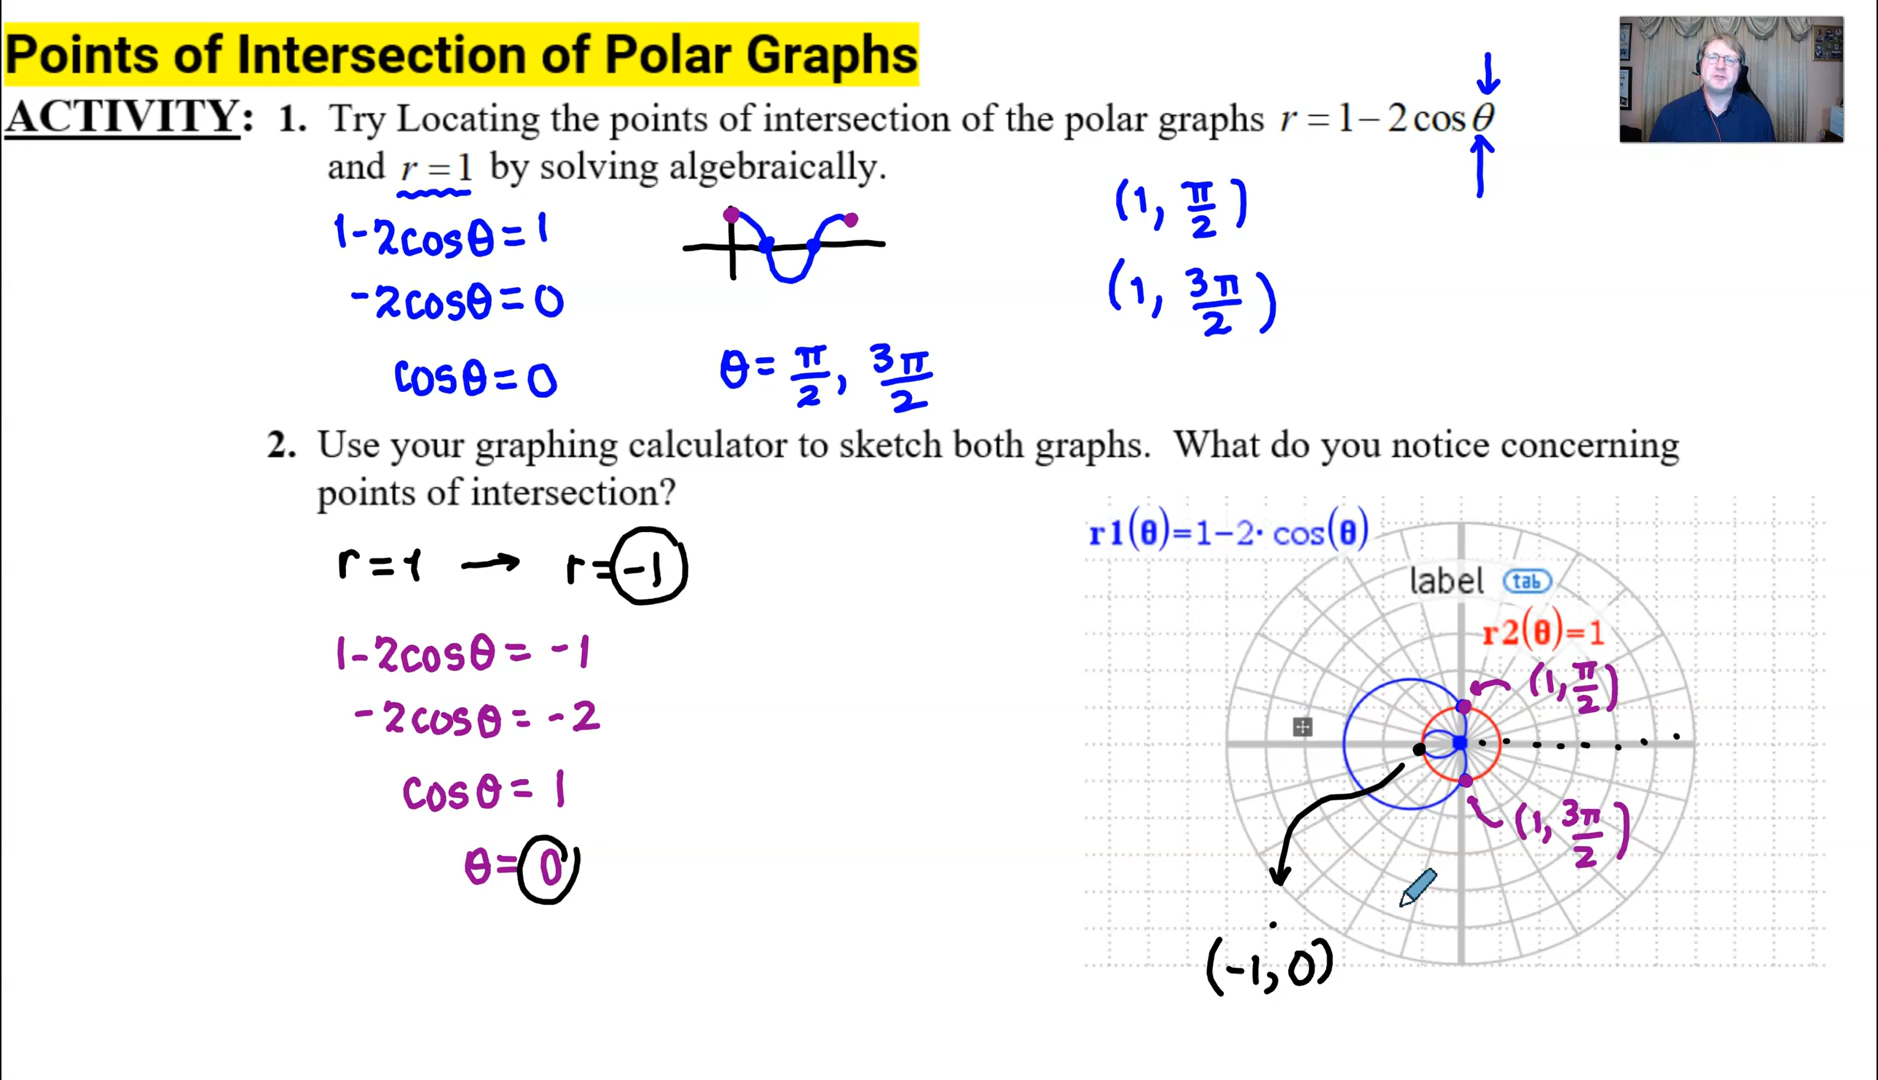 Points of Intersection of Polar Graphs
ACTIVITY: 1. Try Locating the points of intersection of the polar graphs r = 1 − 2 cos θ
and r = 1 by solving algebraically.
1-2cosθ = 1
-2cosθ = 0
cosθ = 0
θ = π/2, 3π/2
(1, π/2)
(1, 3π/2)
2. Use your graphing calculator to sketch both graphs. What do you notice concerning
points of intersection?
r = 1 → r = -1
1-2cosθ = -1
-2cosθ = -2
cosθ = 1
θ = 0
r1(θ)=1-2· cos(θ)
label tab
r2(θ)=1
(1, π/2)
(1, 3π/2)
(-1, 0)